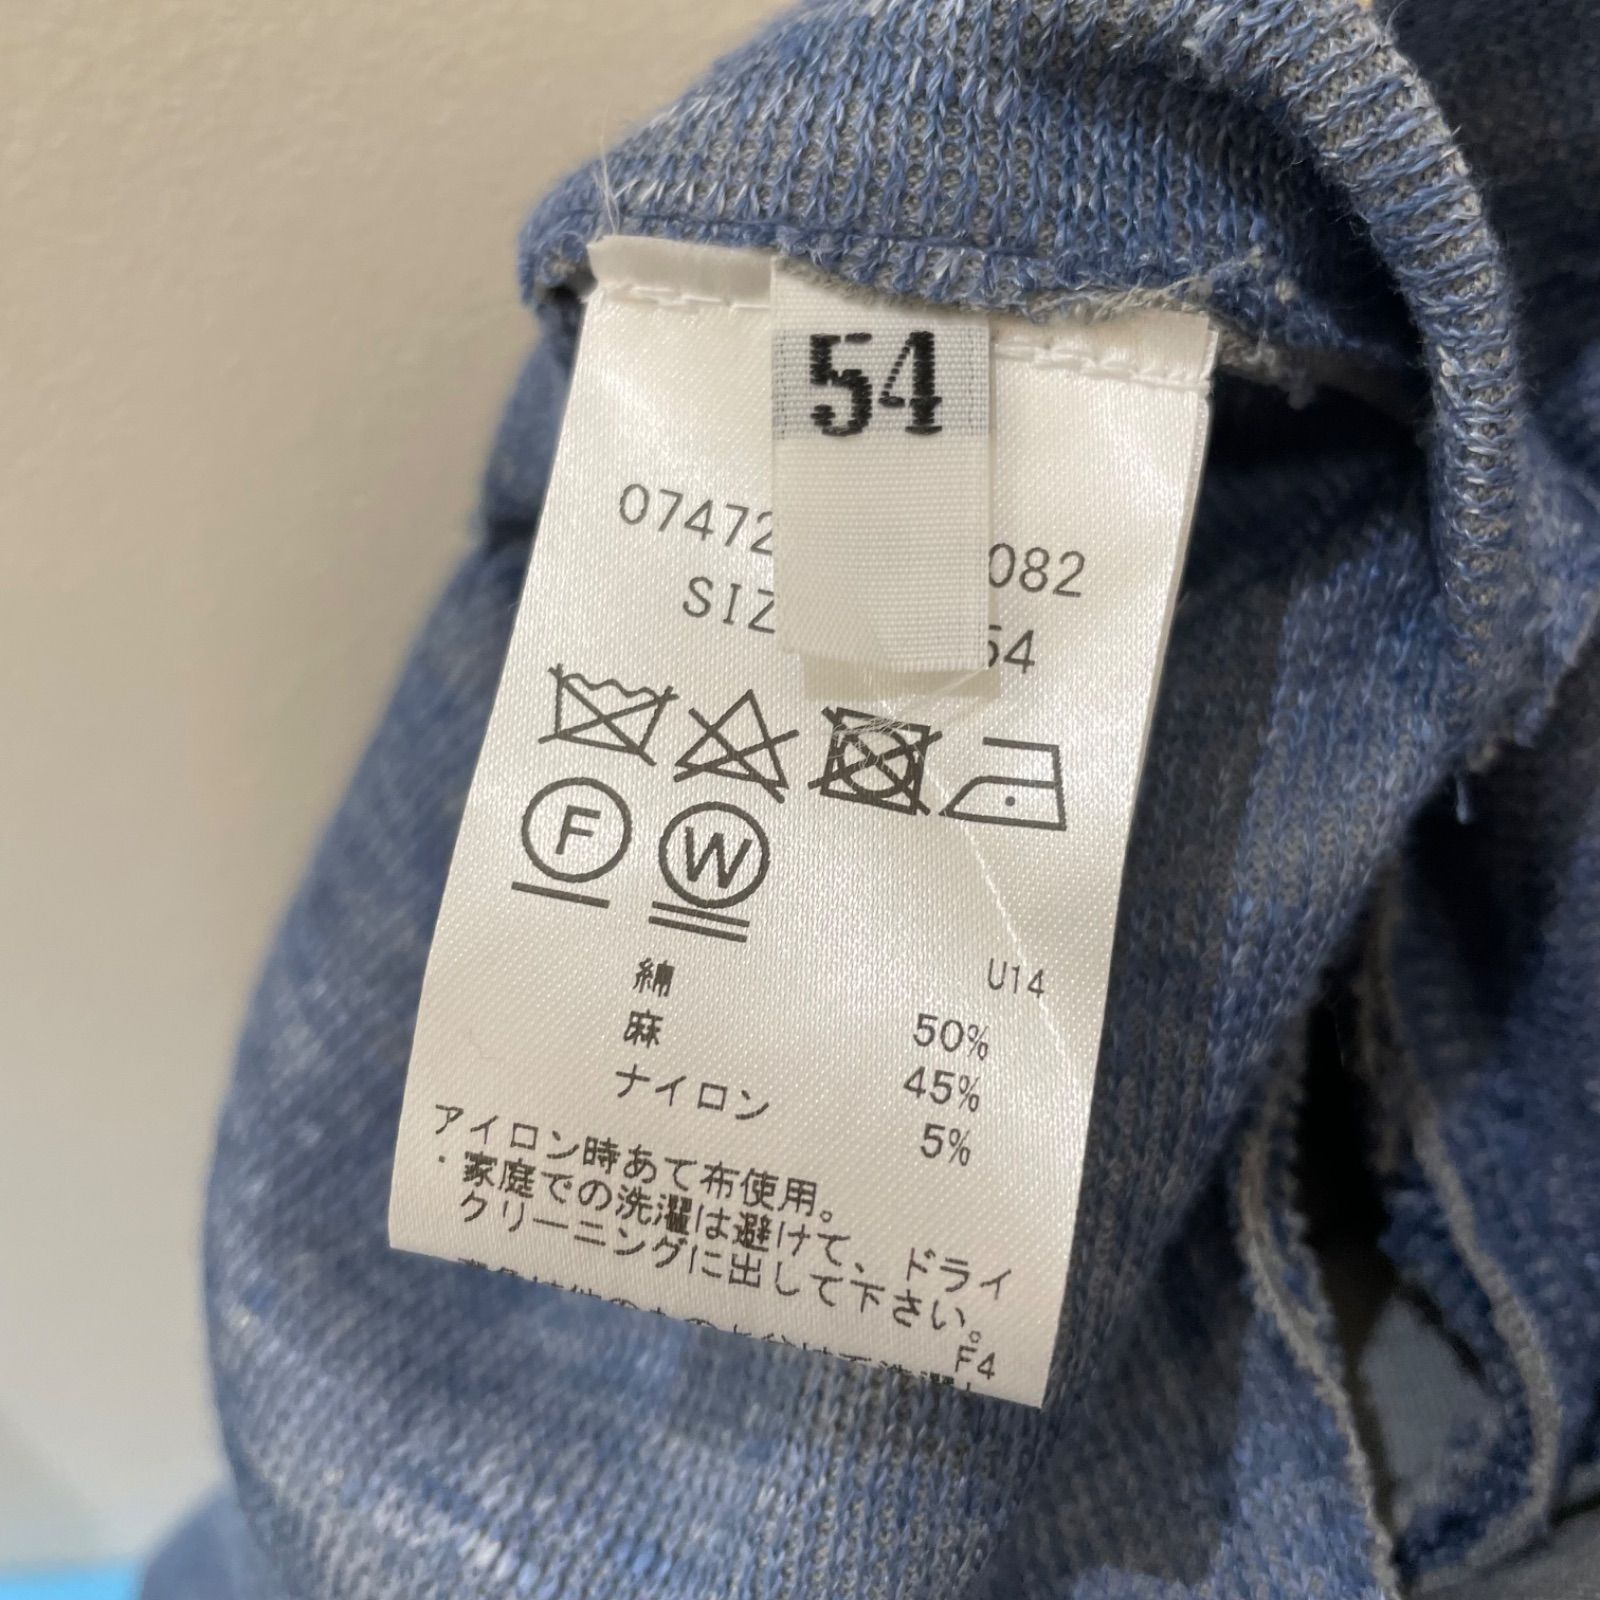 54
07472 082
54
F
W
U14
綿 50%
麻 45%
ナイロン 5%
アイロン時あて布使用。
・家庭での洗濯は避けて、ドライ
クリーニングに出して下さい。
F4